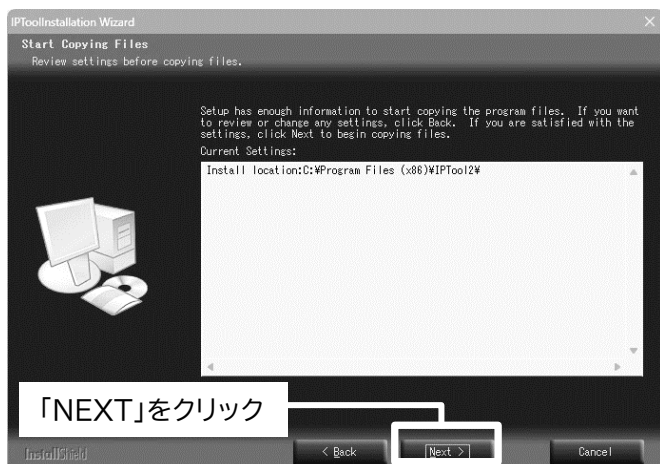 IPToolInstallation Wizard
Start Copying Files
Review settings before copying files.
Setup has enough information to start copying the program files. If you want
to review or change any settings, click Back. If you are satisfied with the
settings, click Next to begin copying files.
Current Settings:
Install location:C:¥Program Files (x86)¥IPTool2¥
「NEXT」をクリック
InstallShield
< Back
Next >
Cancel